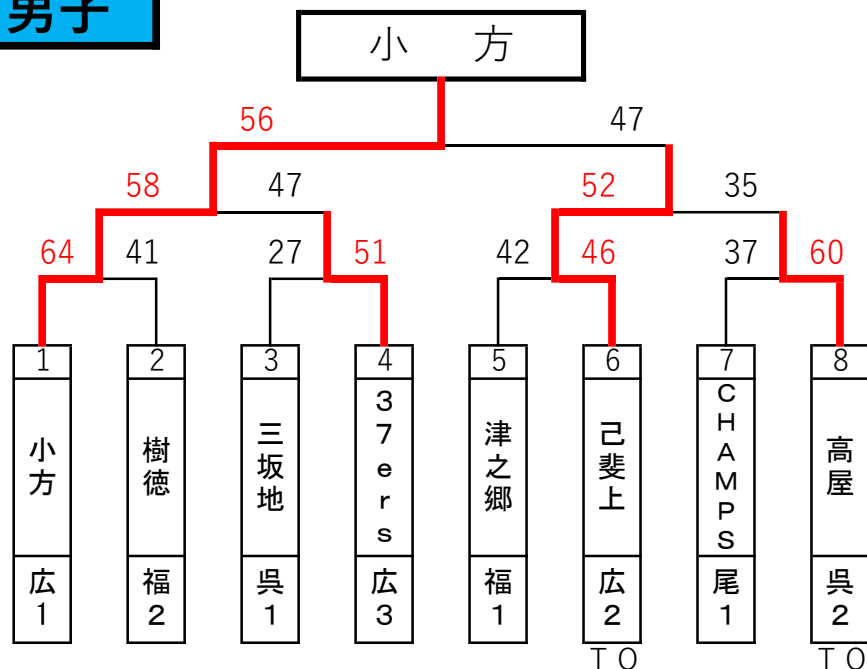 男子
小　方
56 47
58 47 52 35
64 41 27 51 42 46 37 60
1 2 3 4 5 6 7 8
小方
樹徳
三坂地
37ers
津之郷
己斐上
CHAMPS
高屋
広1
福2
呉1
広3
福1
広2
尾1
呉2
TO TO